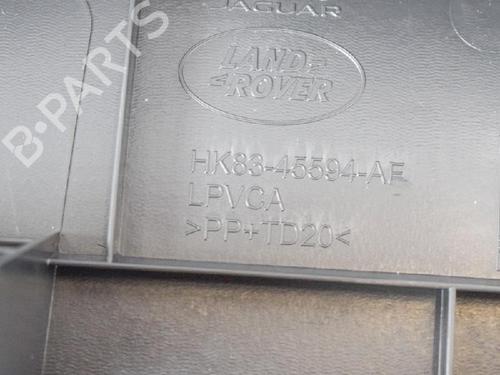 JAGUAR
LAND-
ROVER
HK83-45594-AE
LPVCA
>PP+TD20<
B-PARTS